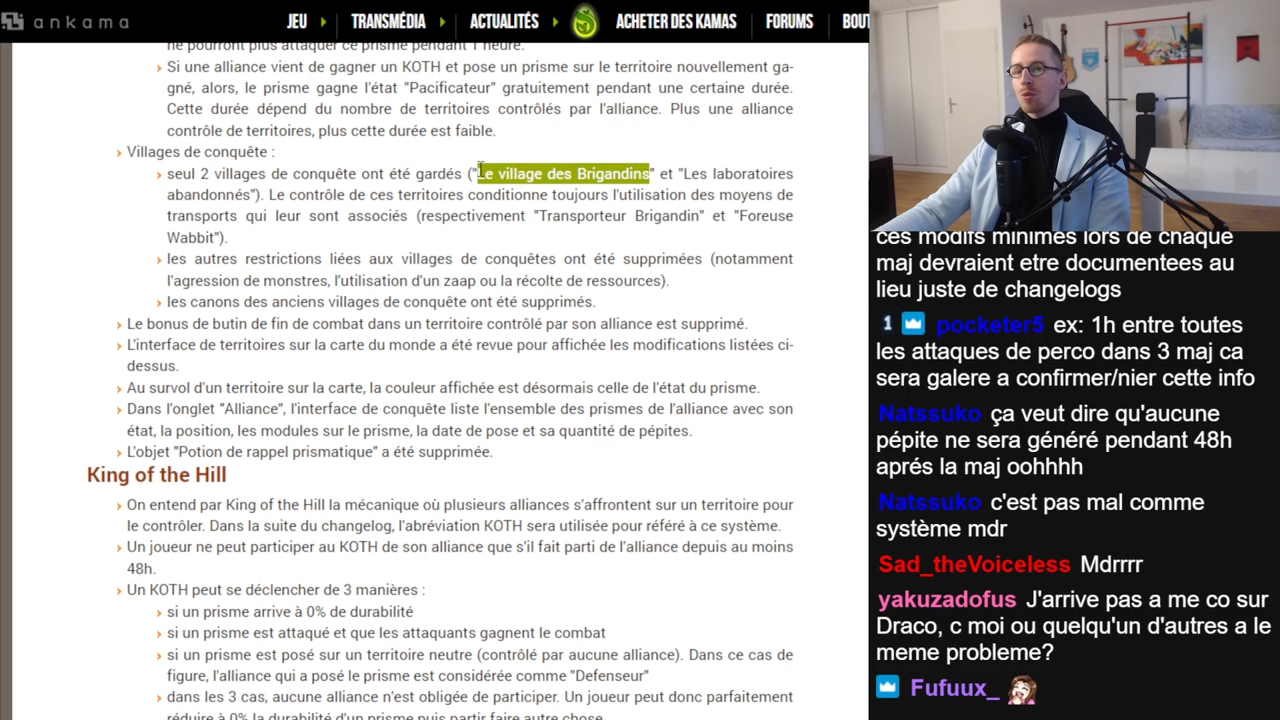 ankama
JEU
TRANSMÉDIA
ACTUALITÉS
ACHETER DES KAMAS
FORUMS
BOUT
ne pourront plus attaquer ce prisme pendant 1 heure.
Si une alliance vient de gagner un KOTH et pose un prisme sur le territoire nouvellement ga-
gné, alors, le prisme gagne l'état "Pacificateur" gratuitement pendant une certaine durée.
Cette durée dépend du nombre de territoires contrôlés par l'alliance. Plus une alliance
contrôle de territoires, plus cette durée est faible.
Villages de conquête :
seul 2 villages de conquête ont été gardés ("Le village des Brigandins" et "Les laboratoires
abandonnés"). Le contrôle de ces territoires conditionne toujours l'utilisation des moyens de
transports qui leur sont associés (respectivement "Transporteur Brigandin" et "Foreuse
Wabbit").
les autres restrictions liées aux villages de conquêtes ont été supprimées (notamment
l'agression de monstres, l'utilisation d'un zaap ou la récolte de ressources).
les canons des anciens villages de conquête ont été supprimés.
Le bonus de butin de fin de combat dans un territoire contrôlé par son alliance est supprimé.
L'interface de territoires sur la carte du monde a été revue pour affichée les modifications listées ci-
dessus.
Au survol d'un territoire sur la carte, la couleur affichée est désormais celle de l'état du prisme.
Dans l'onglet "Alliance", l'interface de conquête liste l'ensemble des prismes de l'alliance avec son
état, la position, les modules sur le prisme, la date de pose et sa quantité de pépites.
L'objet "Potion de rappel prismatique" a été supprimée.
King of the Hill
On entend par King of the Hill la mécanique où plusieurs alliances s'affrontent sur un territoire pour
le contrôler. Dans la suite du changelog, l'abréviation KOTH sera utilisée pour référé à ce système.
Un joueur ne peut participer au KOTH de son alliance que s'il fait parti de l'alliance depuis au moins
48h.
Un KOTH peut se déclencher de 3 manières :
si un prisme arrive à 0% de durabilité
si un prisme est attaqué et que les attaquants gagnent le combat
si un prisme est posé sur un territoire neutre (contrôlé par aucune alliance). Dans ce cas de
figure, l'alliance qui a posé le prisme est considérée comme "Defenseur"
dans les 3 cas, aucune alliance n'est obligée de participer. Un joueur peut donc parfaitement
réduire à 0% la durabilité d'un prisme puis partir faire autre chose.
ces modifs minimes lors de chaque
maj devraient etre documentees au
lieu juste de changelogs
1 pocketer5 ex: 1h entre toutes
les attaques de perco dans 3 maj ca
sera galere a confirmer/nier cette info
Natssuko ça veut dire qu'aucune
pépite ne sera généré pendant 48h
aprés la maj oohhhh
Natssuko c'est pas mal comme
système mdr
Sad_theVoiceless Mdrrrr
yakuzadofus J'arrive pas a me co sur
Draco, c moi ou quelqu'un d'autres a le
meme probleme?
Fufuux_